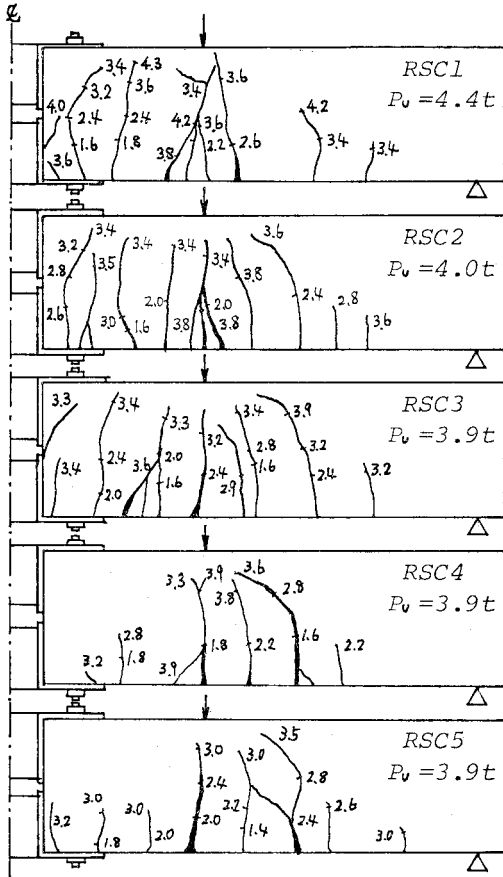 ℄
3.4 4.3 3.6 RSC1
3.2 3.6 3.4 Pᵤ=4.4t
4.0 2.4 2.4 4.2 3.6 4.2
1.6 1.8 2.2 2.6 3.4 3.4
3.6 3.8
3.4 3.6 RSC2
3.2 3.5 3.4 3.4 3.4 Pᵤ=4.0t
2.8 3.8
2.6 2.0 2.0 2.4 2.8
3.0 1.6 3.8 3.8 3.6
3.3 3.4 3.3 3.4 3.9 RSC3
3.2 2.8 3.2 Pᵤ=3.9t
3.4 2.4 3.6 2.0 2.4 1.6 2.4 3.2
2.0 1.6 2.9
3.3 3.9 3.6 RSC4
3.8 2.8 Pᵤ=3.9t
2.8 1.8 1.8 2.2 1.6 2.2
3.2 3.9
3.5 RSC5
3.0 3.0 2.8 Pᵤ=3.9t
2.4
3.2 3.0 3.0 2.0 2.2 2.4 2.6
1.8 2.0 1.4 3.0